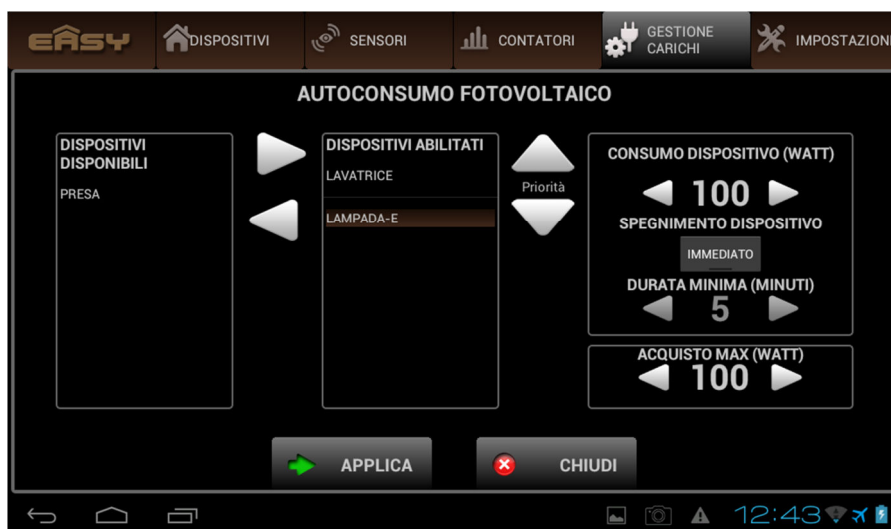 eâsy
DISPOSITIVI
SENSORI
CONTATORI
GESTIONE
CARICHI
IMPOSTAZIONI
AUTOCONSUMO FOTOVOLTAICO
DISPOSITIVI
DISPONIBILI
PRESA
DISPOSITIVI ABILITATI
LAVATRICE
LAMPADA-E
Priorità
CONSUMO DISPOSITIVO (WATT)
100
SPEGNIMENTO DISPOSITIVO
IMMEDIATO
DURATA MINIMA (MINUTI)
5
ACQUISTO MAX (WATT)
100
APPLICA
CHIUDI
12:43